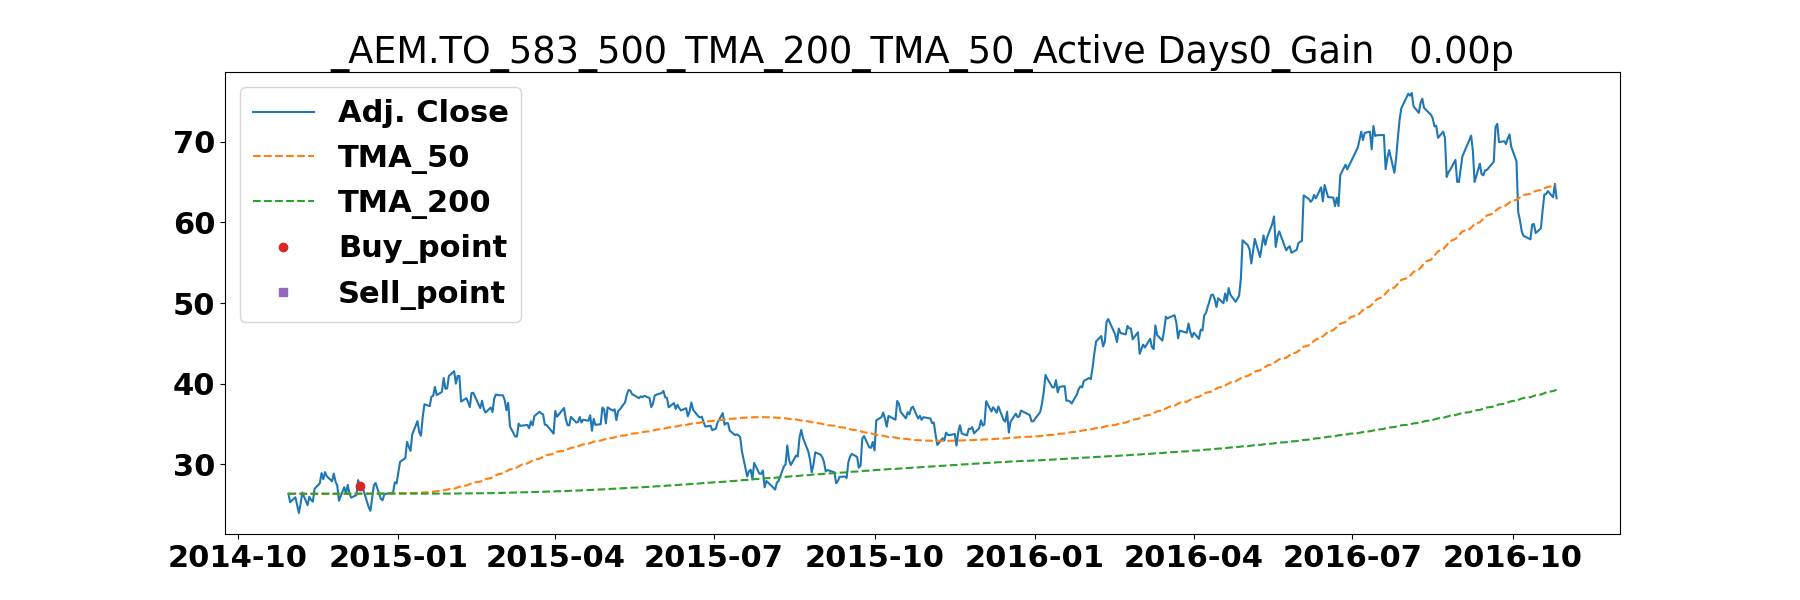 _AEM.TO_583_500_TMA_200_TMA_50_Active Days0_Gain   0.00p
Adj. Close
TMA_50
TMA_200
Buy_point
Sell_point
70
60
50
40
30
2014-10 2015-01 2015-04 2015-07 2015-10 2016-01 2016-04 2016-07 2016-10